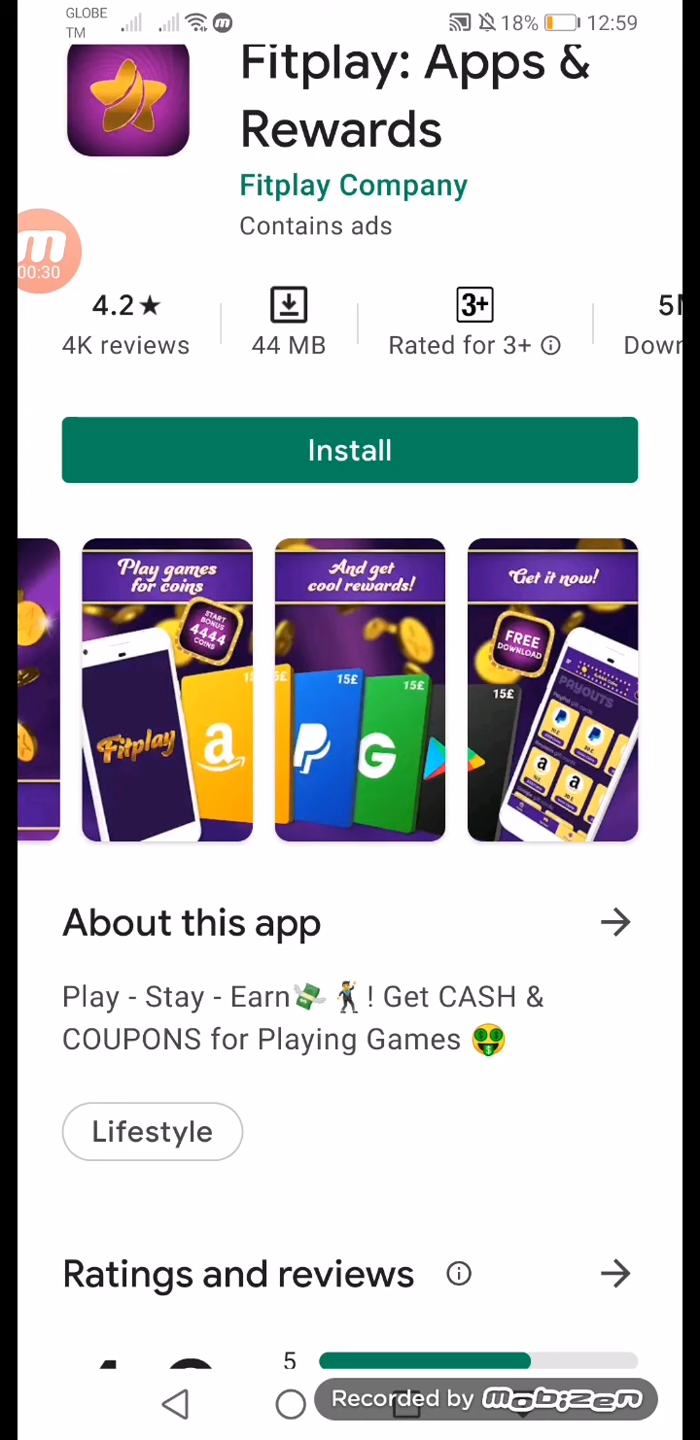 GLOBE
TM
18%
12:59
Fitplay: Apps &
Rewards
Fitplay Company
Contains ads
00:30
4.2★
4K reviews
44 MB
3+
Rated for 3+
Install
Play games
for coins
START
BONUS
4444
COINS
Fitplay
a
And get
cool rewards!
15£
15£
G
Get it now!
FREE
DOWNLOAD
15£
PAYOUTS
About this app
Play - Stay - Earn💸 🕺! Get CASH &
COUPONS for Playing Games 🤑
Lifestyle
Ratings and reviews
5
Recorded by Mobizen